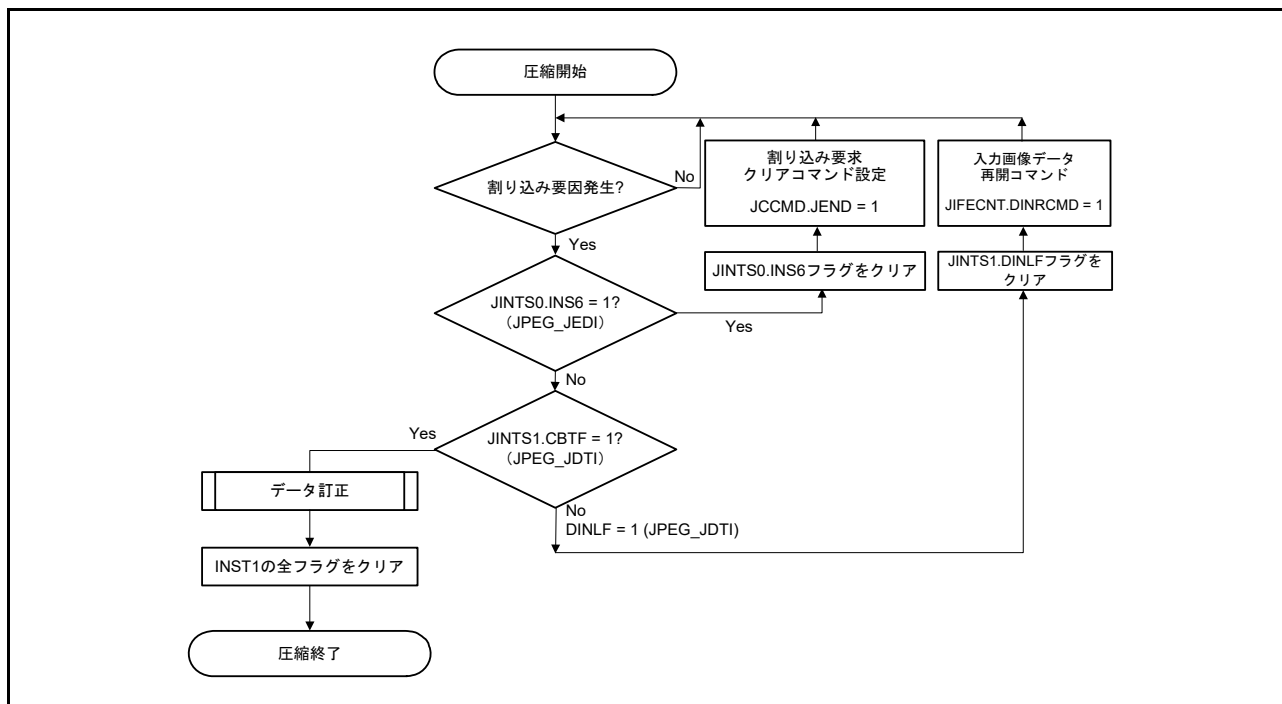 圧縮開始
割り込み要因発生?
No
Yes
割り込み要求
クリアコマンド設定
JCCMD.JEND = 1
入力画像データ
再開コマンド
JIFECNT.DINRCMD = 1
JINTS0.INS6フラグをクリア
JINTS1.DINLFフラグを
クリア
JINTS0.INS6 = 1?
(JPEG_JEDI)
Yes
No
JINTS1.CBTF = 1?
(JPEG_JDTI)
Yes
No
DINLF = 1 (JPEG_JDTI)
データ訂正
INST1の全フラグをクリア
圧縮終了